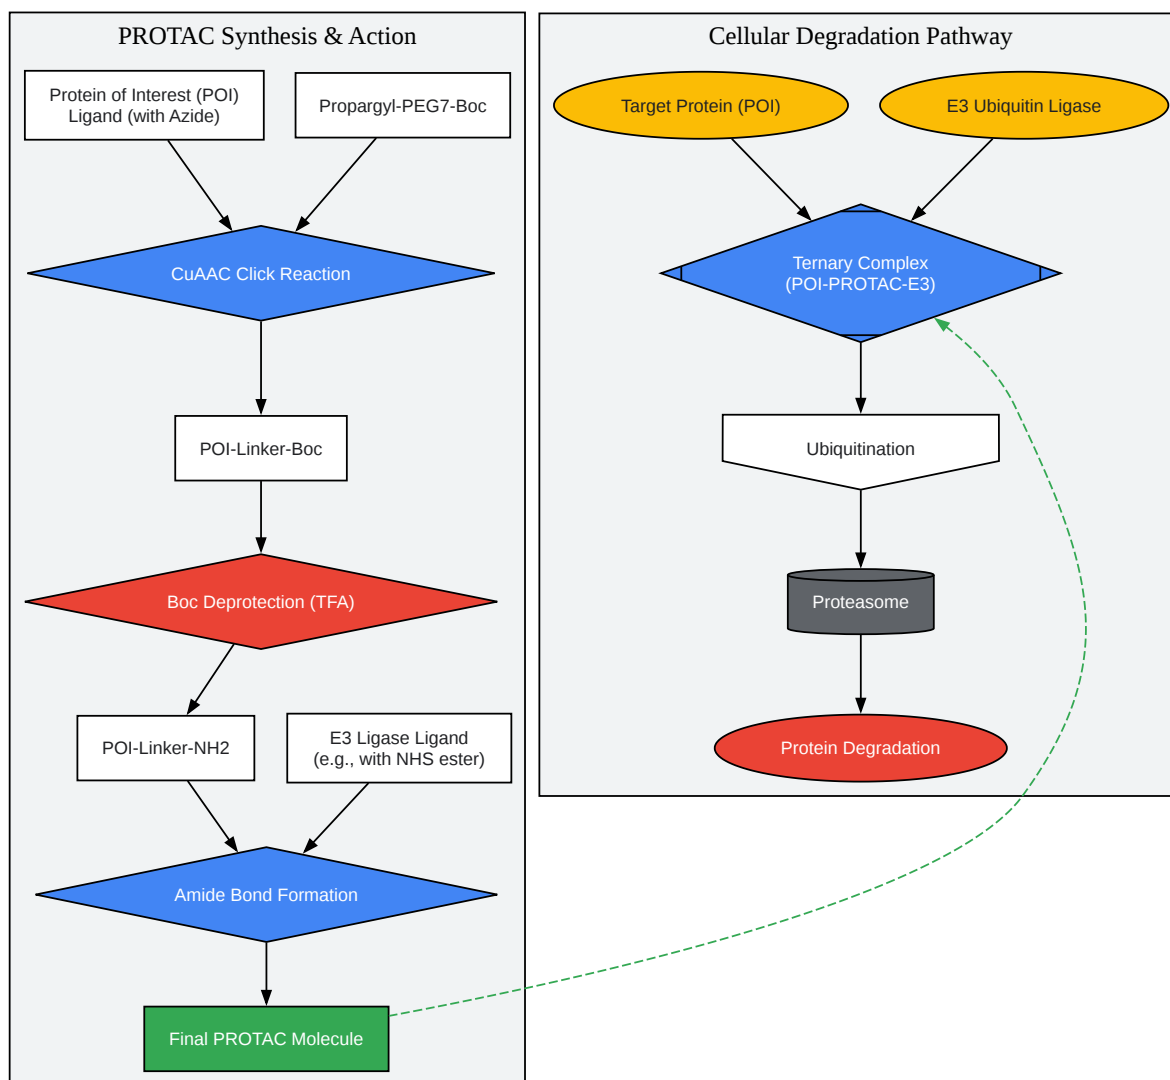 PROTAC Synthesis & Action
Protein of Interest (POI)
Ligand (with Azide)
Propargyl-PEG7-Boc
CuAAC Click Reaction
POI-Linker-Boc
Boc Deprotection (TFA)
POI-Linker-NH2
E3 Ligase Ligand
(e.g., with NHS ester)
Amide Bond Formation
Final PROTAC Molecule
Cellular Degradation Pathway
Target Protein (POI)
E3 Ubiquitin Ligase
Ternary Complex
(POI-PROTAC-E3)
Ubiquitination
Proteasome
Protein Degradation